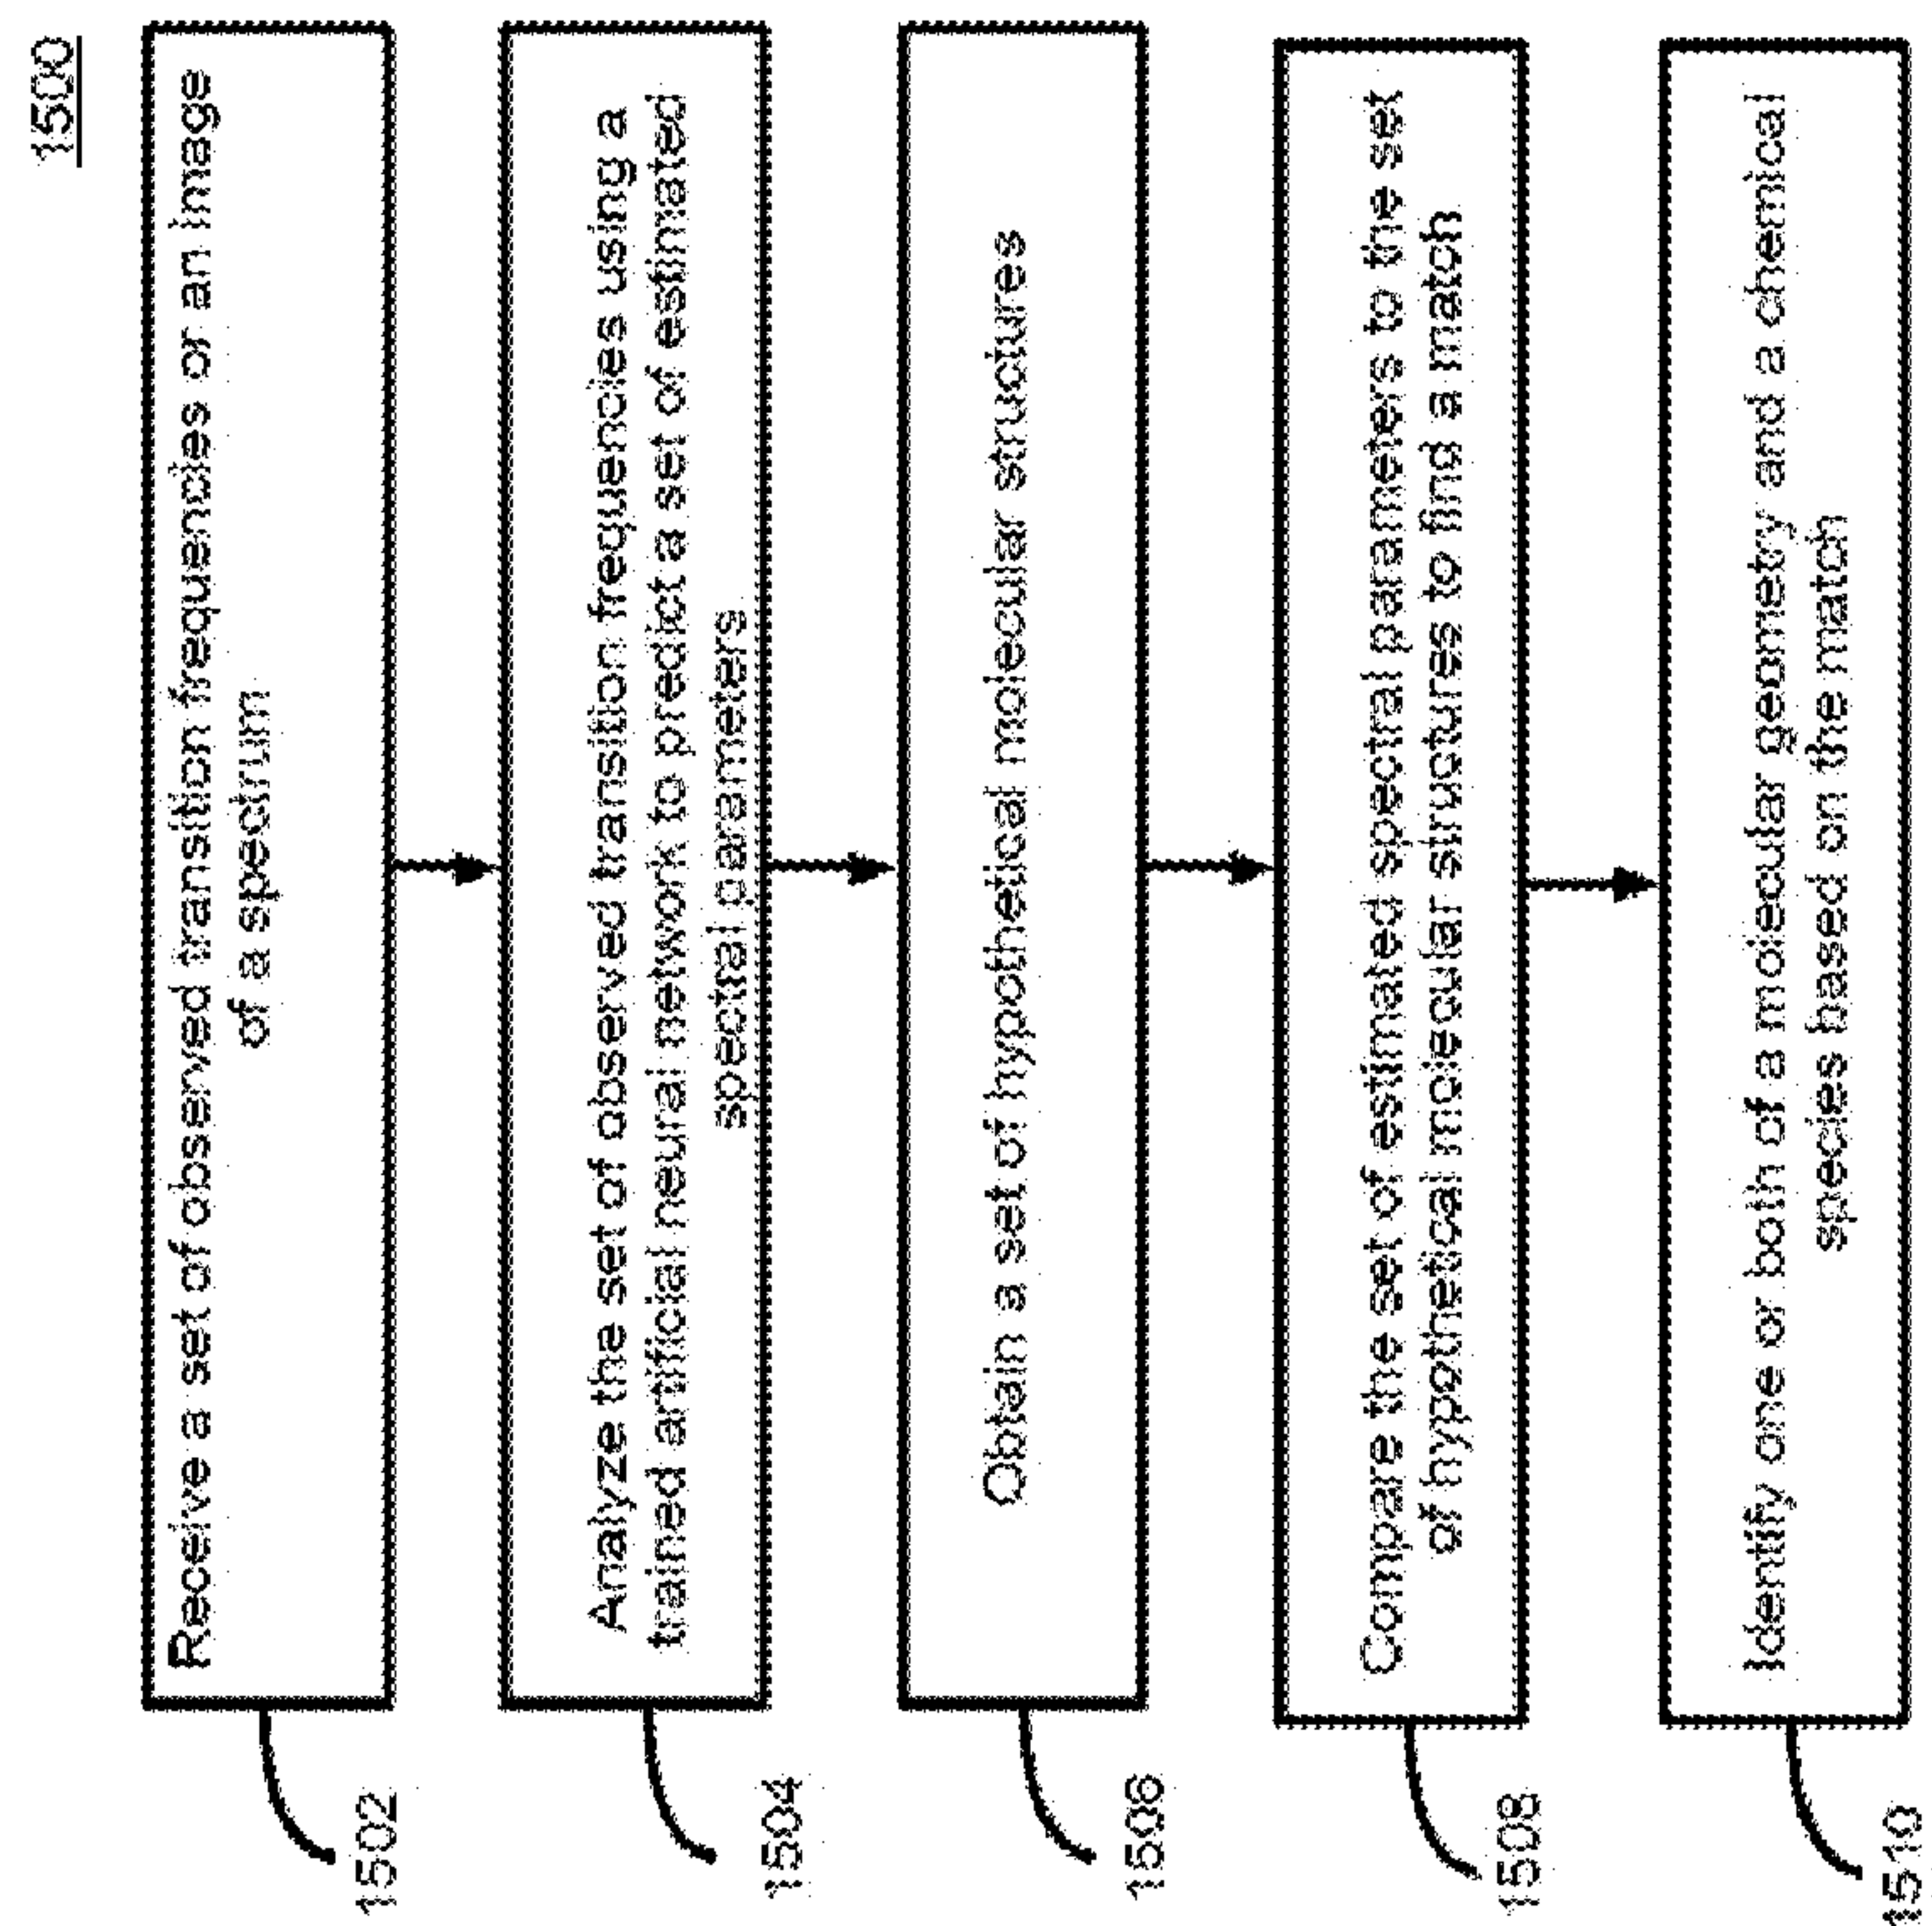 1500
Receive a set of observed transition frequencies or an image
of a spectrum
1502
Analyze the set of observed transition frequencies using a
trained artificial neural network to predict a set of estimated
spectral parameters
1504
Obtain a set of hypothetical molecular structures
1506
Compare the set of estimated spectral parameters to the set
of hypothetical molecular structures to find a match
1508
Identify one or both of a molecular geometry and a chemical
species based on the match
1510